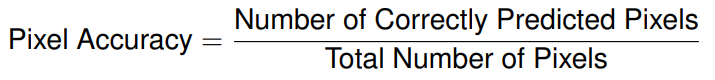 Pixel Accuracy = Number of Correctly Predicted Pixels
Total Number of Pixels